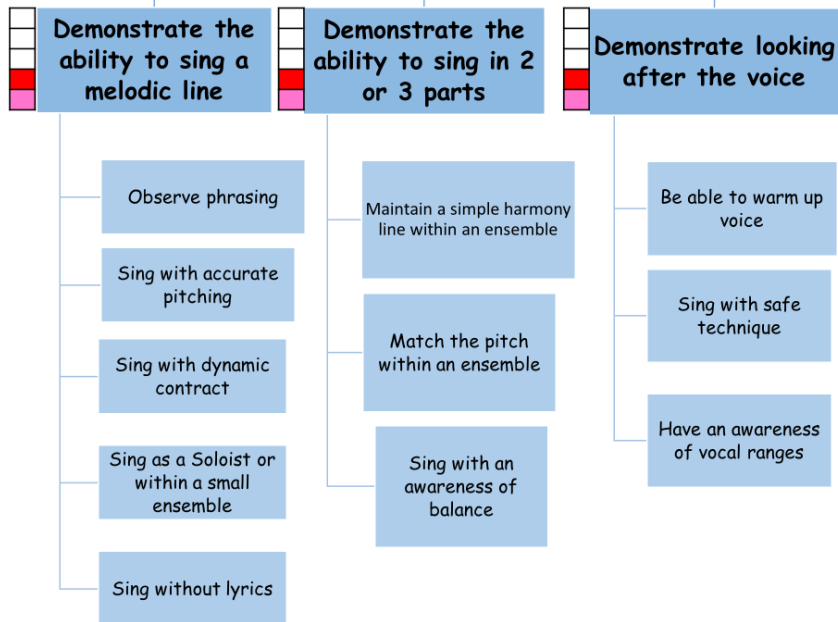 Demonstrate the
ability to sing a
melodic line
Observe phrasing
Sing with accurate
pitching
Sing with dynamic
contract
Sing as a Soloist or
within a small
ensemble
Sing without lyrics
Demonstrate the
ability to sing in 2
or 3 parts
Maintain a simple harmony
line within an ensemble
Match the pitch
within an ensemble
Sing with an
awareness of
balance
Demonstrate looking
after the voice
Be able to warm up
voice
Sing with safe
technique
Have an awareness
of vocal ranges